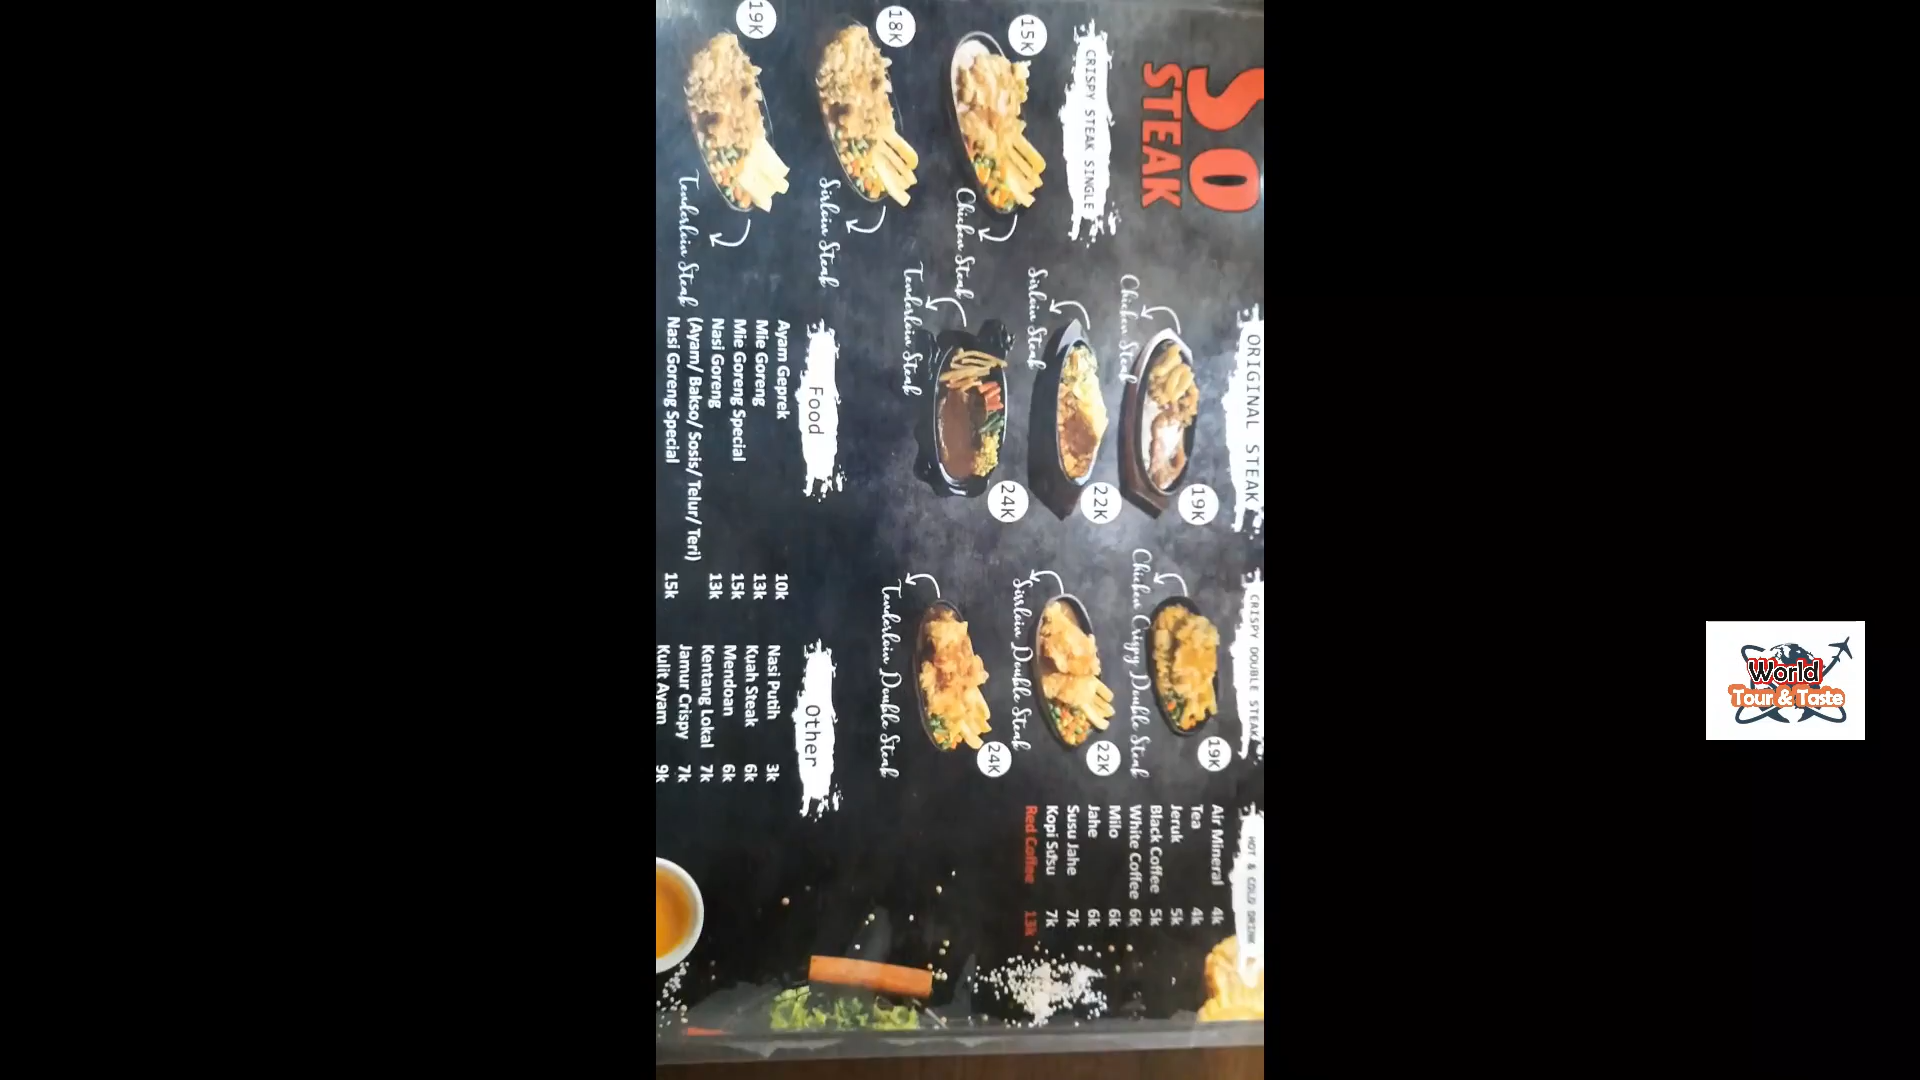 SO
STEAK
CRISPY STEAK SINGLE
15K
Chicken Steak
18K
Sirloin Steak
19K
Tenderloin Steak
ORIGINAL STEAK
Chicken Steak
19K
Sirloin Steak
22K
Tenderloin Steak
24K
CRISPY DOUBLE STEAK
Chicken Crispy Double Steak
19K
Sirloin Double Steak
22K
Tenderloin Double Steak
24K
HOT & COLD DRINK
Air Mineral 4k
Tea 4k
Jeruk 5k
Black Coffee 5k
White Coffee 6k
Milo 6k
Jahe 6k
Susu Jahe 7k
Kopi Susu 7k
Red Coffee 13k
Food
Ayam Geprek 10k
Mie Goreng 13k
Mie Goreng Special 15k
Nasi Goreng 13k
(Ayam/ Bakso/ Sosis/ Telur/ Teri)
Nasi Goreng Special 15k
Other
Nasi Putih 3k
Kuah Steak 6k
Mendoan 6k
Kentang Lokal 7k
Jamur Crispy 7k
Kulit Ayam 9k
World
Tour & Taste